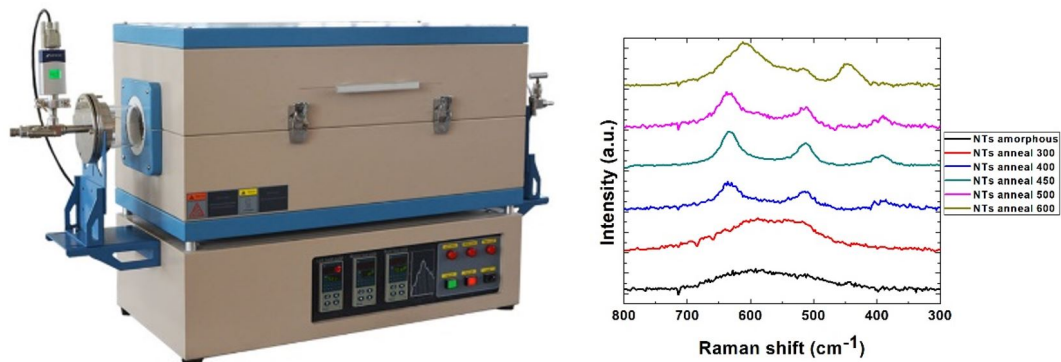 Intensity (a.u.)
NTs amorphous
NTs anneal 300
NTs anneal 400
NTs anneal 450
NTs anneal 500
NTs anneal 600
800 700 600 500 400 300
Raman shift (cm⁻¹)